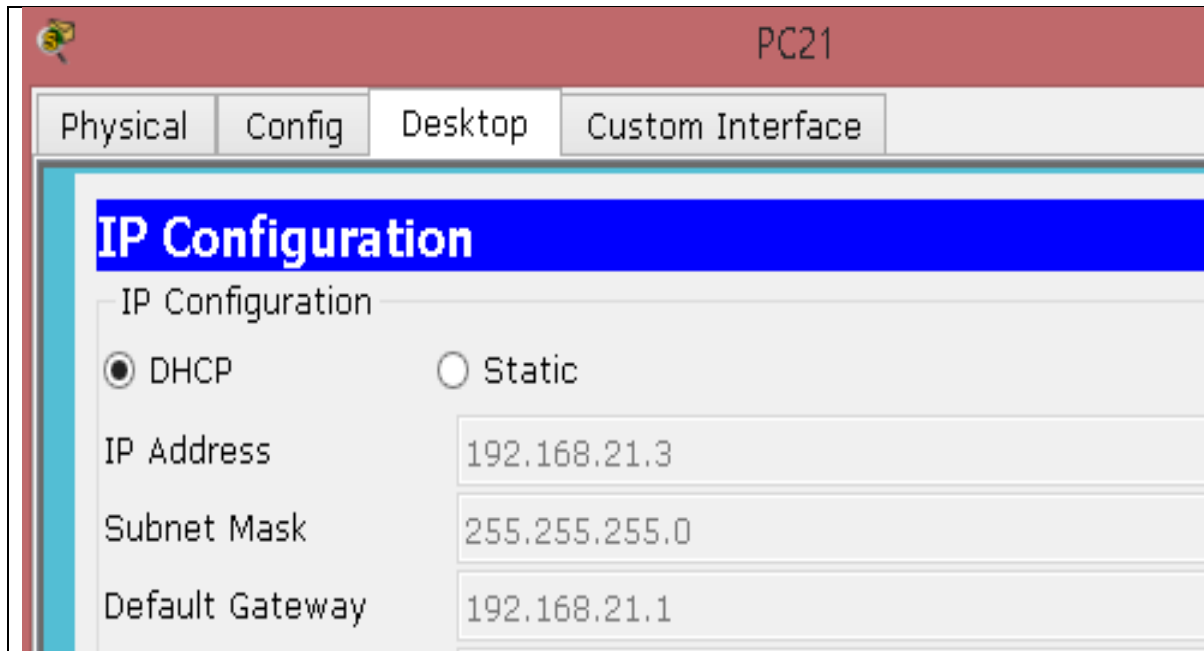 PC21
Physical Config Desktop Custom Interface
IP Configuration
IP Configuration
DHCP Static
IP Address 192.168.21.3
Subnet Mask 255.255.255.0
Default Gateway 192.168.21.1